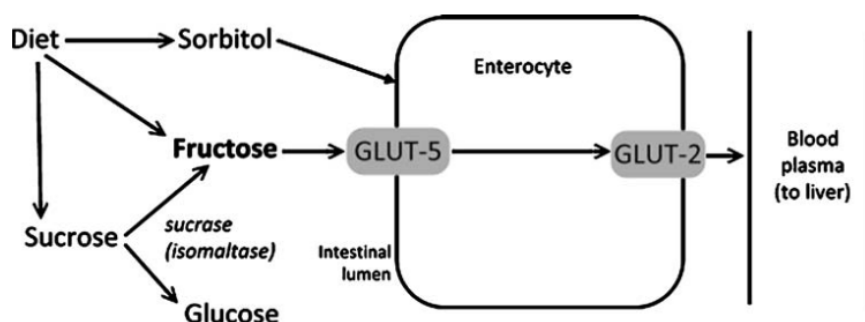 Diet
Sorbitol
Enterocyte
Fructose
GLUT-5
GLUT-2
Blood
plasma
(to liver)
Sucrose
sucrase
(isomaltase)
Intestinal
lumen
Glucose